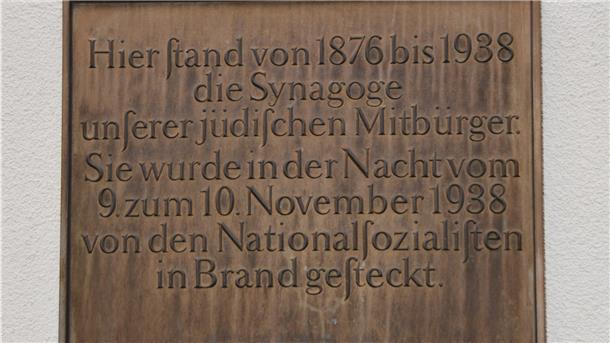 Hier ſtand von 1876 bis 1938
die Synagoge
unſerer jüdiſchen Mitbürger.
Sie wurde in der Nacht vom
9. zum 10. November 1938
von den Nationalſozialiſten
in Brand geſteckt.